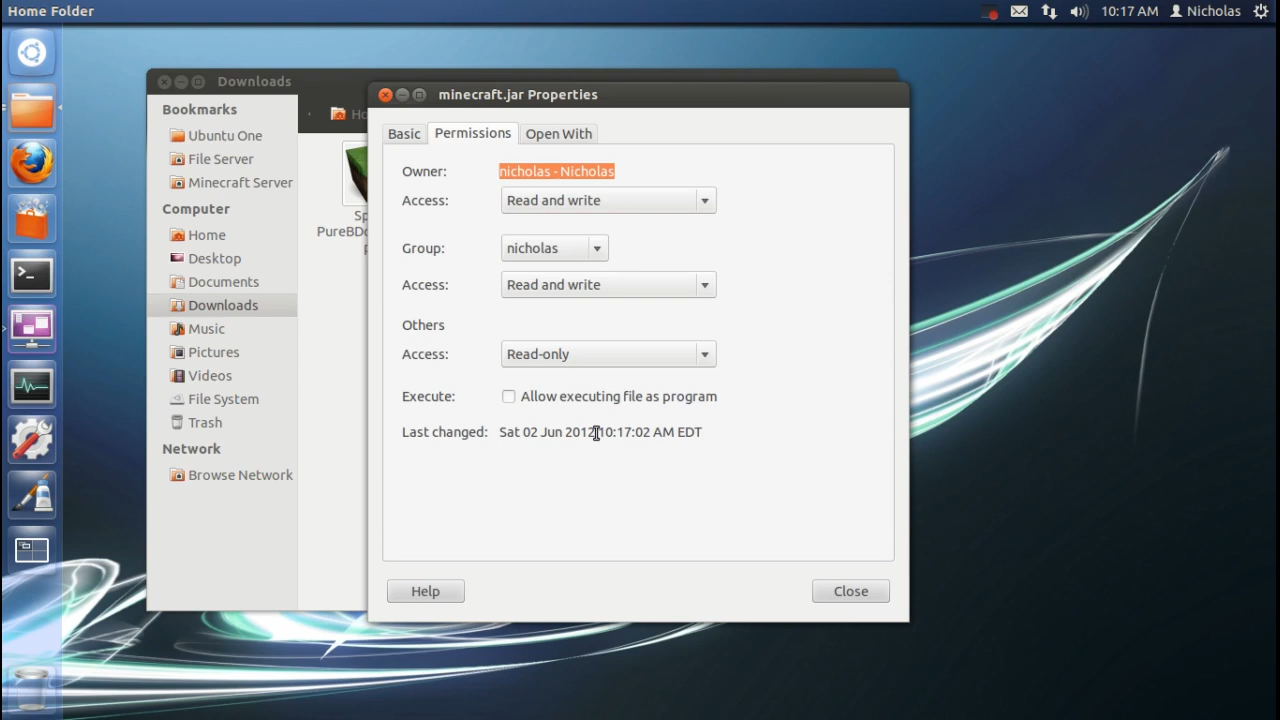 Home Folder
10:17 AM Nicholas
Downloads
minecraft.jar Properties
Bookmarks
Ubuntu One
File Server
Minecraft Server
Computer
Home
Desktop
Documents
Downloads
Music
Pictures
Videos
File System
Trash
Network
Browse Network
Ho
Sp
PureBDc
Basic Permissions Open With
Owner: nicholas - Nicholas
Access: Read and write
Group: nicholas
Access: Read and write
Others
Access: Read-only
Execute: Allow executing file as program
Last changed: Sat 02 Jun 2012 10:17:02 AM EDT
Help Close